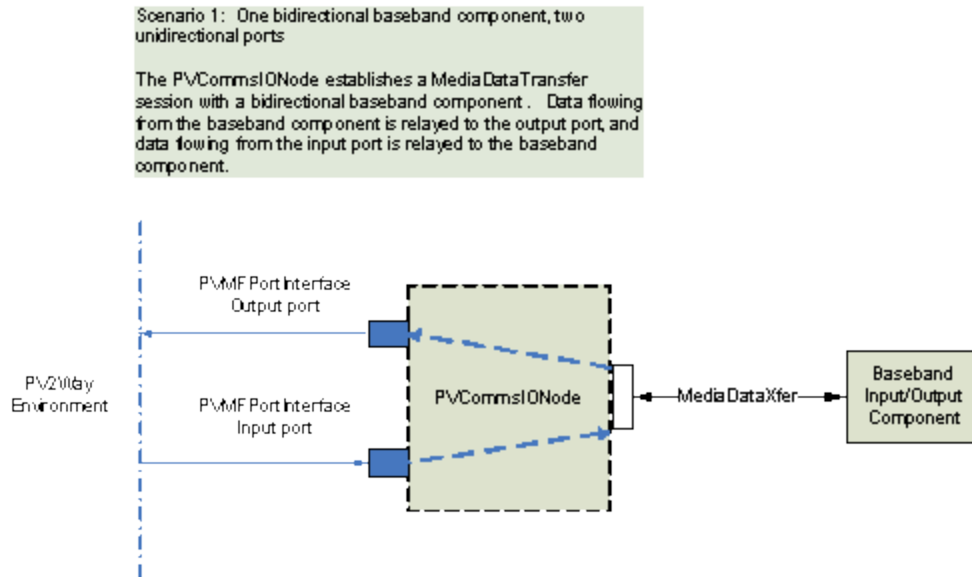 Scenario 1: One bidirectional baseband component, two
unidirectional ports
The PVCommsIONode establishes a MediaDataTransfer
session with a bidirectional baseband component. Data flowing
from the baseband component is relayed to the output port, and
data flowing from the input port is relayed to the baseband
component.
PVMF Port Interface
Output port
PV2Way
Environment
PVMF Port Interface
Input port
PVCommsIONode
MediaDataXfer
Baseband
Input/Output
Component